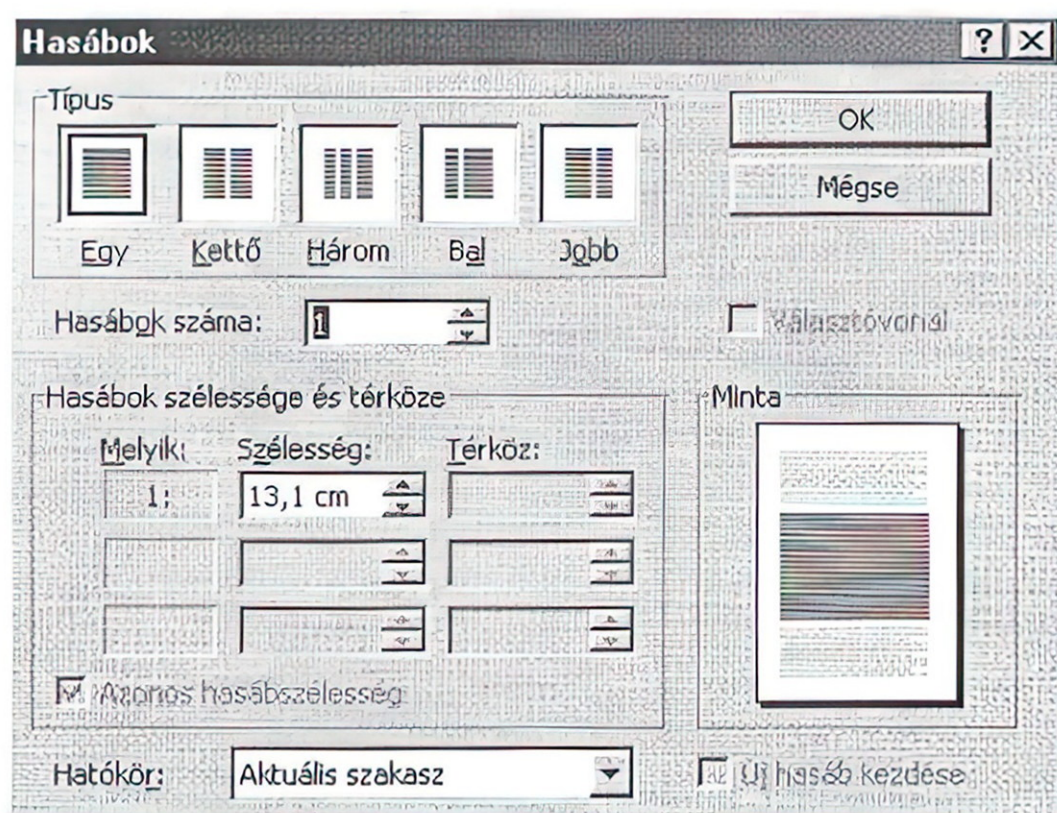 Hasábok
Típus
OK
Mégse
Egy Kettő Három Bal Jobb
Hasábok száma: 1
Választóvonal
Hasábok szélessége és térköze
Minta
Melyik: Szélesség: Térköz:
1: 13,1 cm
Azonos hasábszélesség
Hatókör: Aktuális szakasz
Új hasáb kezdése